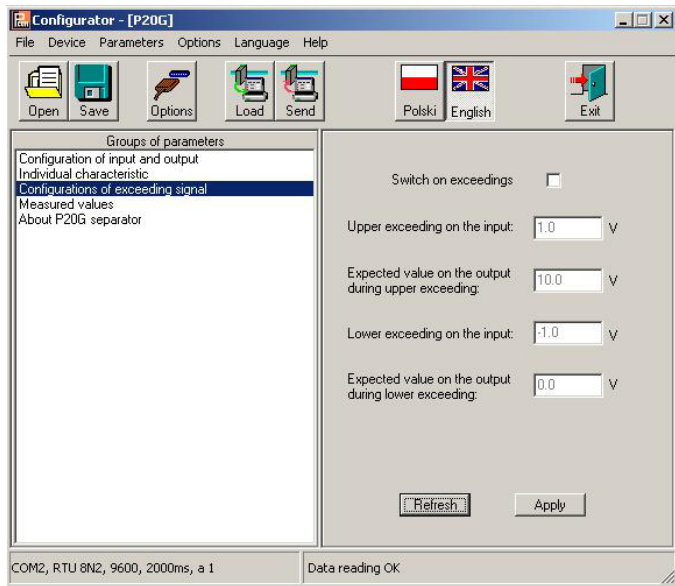 Configurator - [P20G]
File Device Parameters Options Language Help
Open Save Options Load Send Polski English Exit
Groups of parameters
Configuration of input and output
Individual characteristic
Configurations of exceeding signal
Measured values
About P20G separator
Switch on exceedings
Upper exceeding on the input: 1.0 V
Expected value on the output
during upper exceeding: 10.0 V
Lower exceeding on the input: -1.0 V
Expected value on the output
during lower exceeding: 0.0 V
Refresh Apply
COM2, RTU 8N2, 9600, 2000ms, a 1 Data reading OK